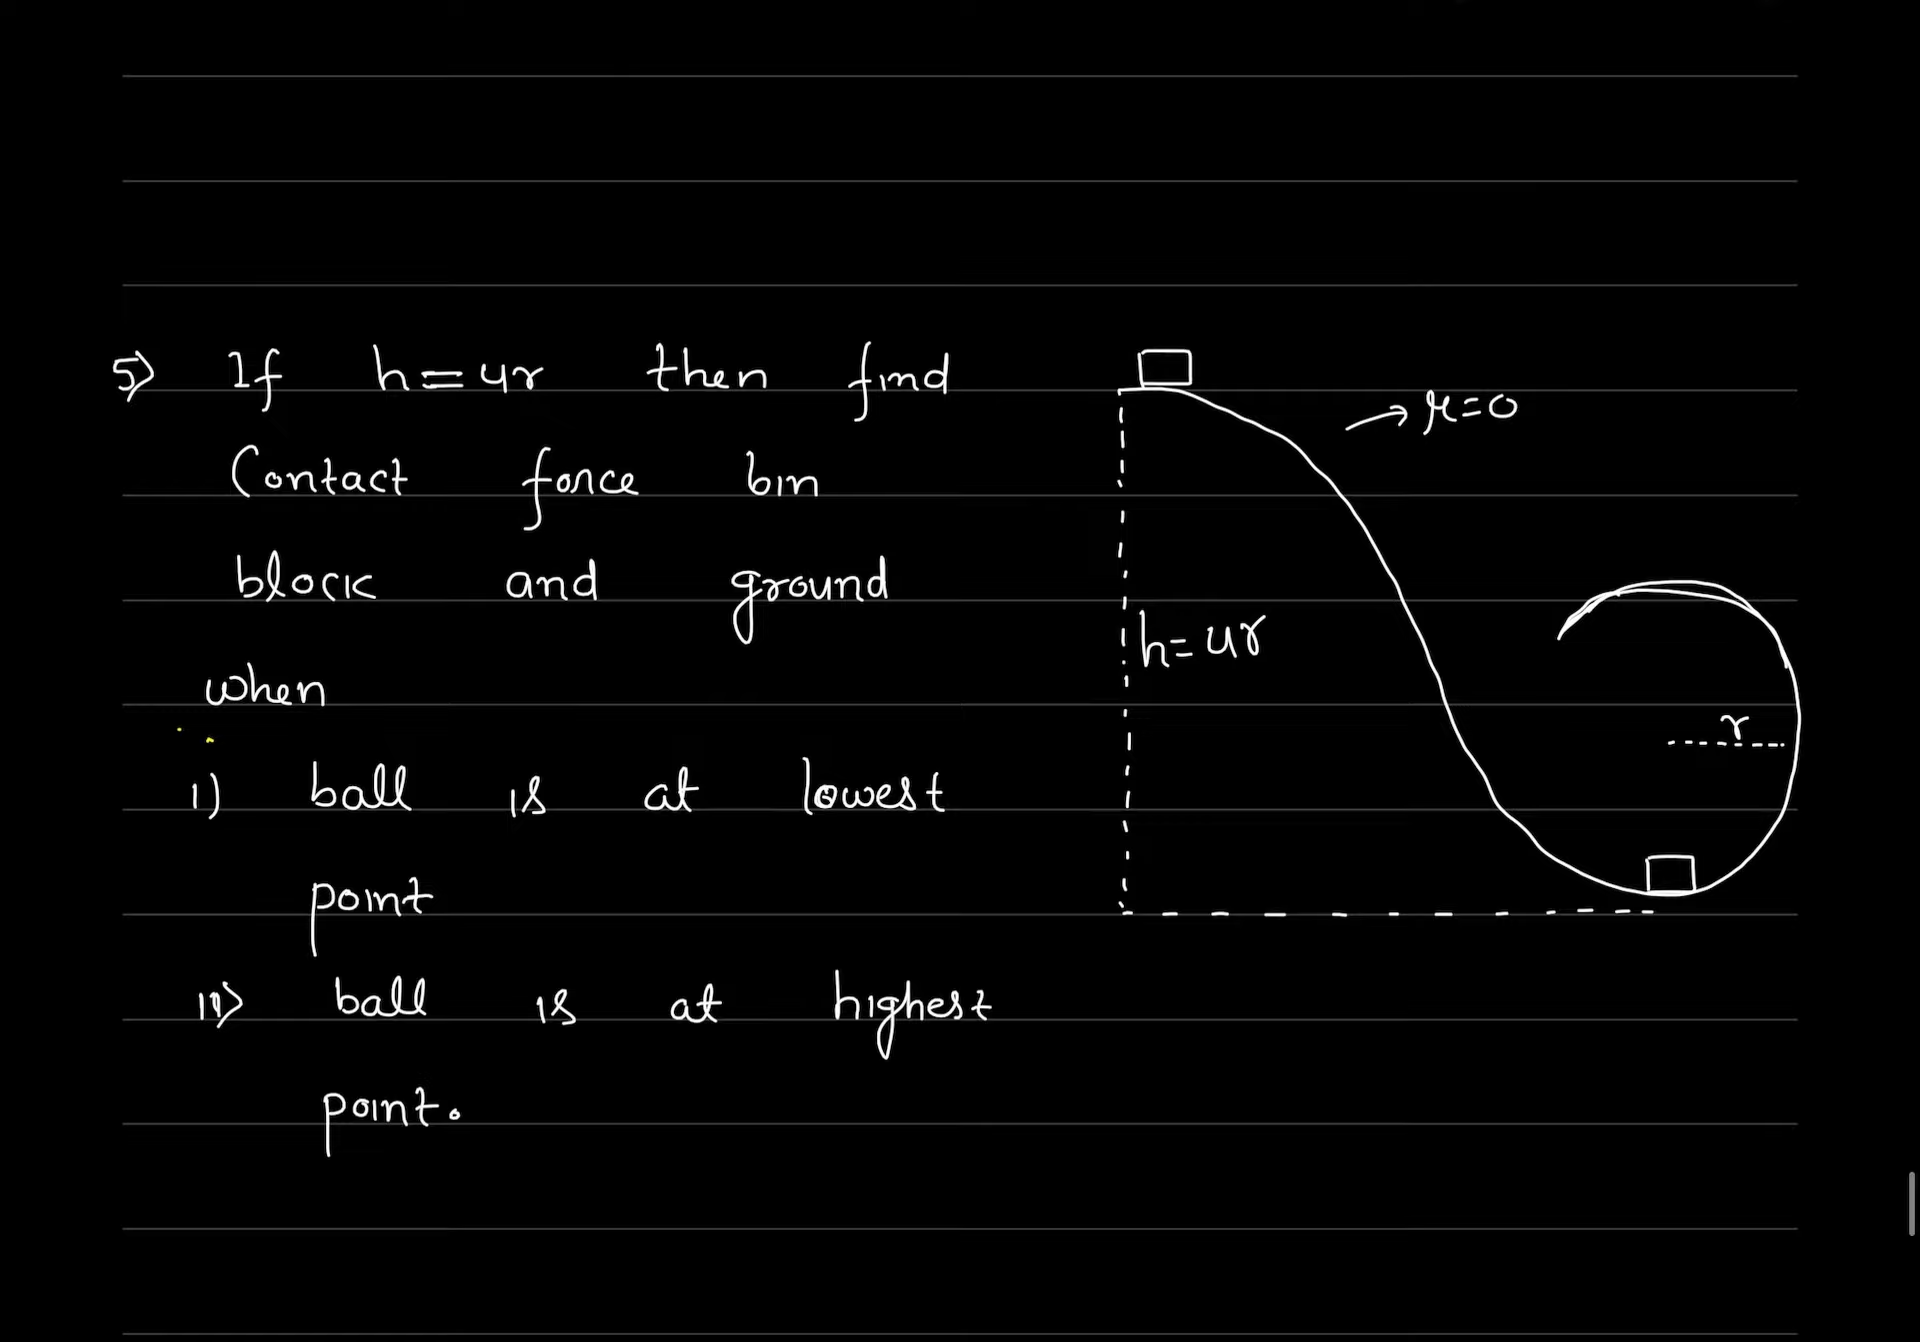 5) If h=4r then find
Contact force b/n
block and ground
when
i) ball is at lowest
point
ii) ball is at highest
point.
→ μ=0
h=4r
r